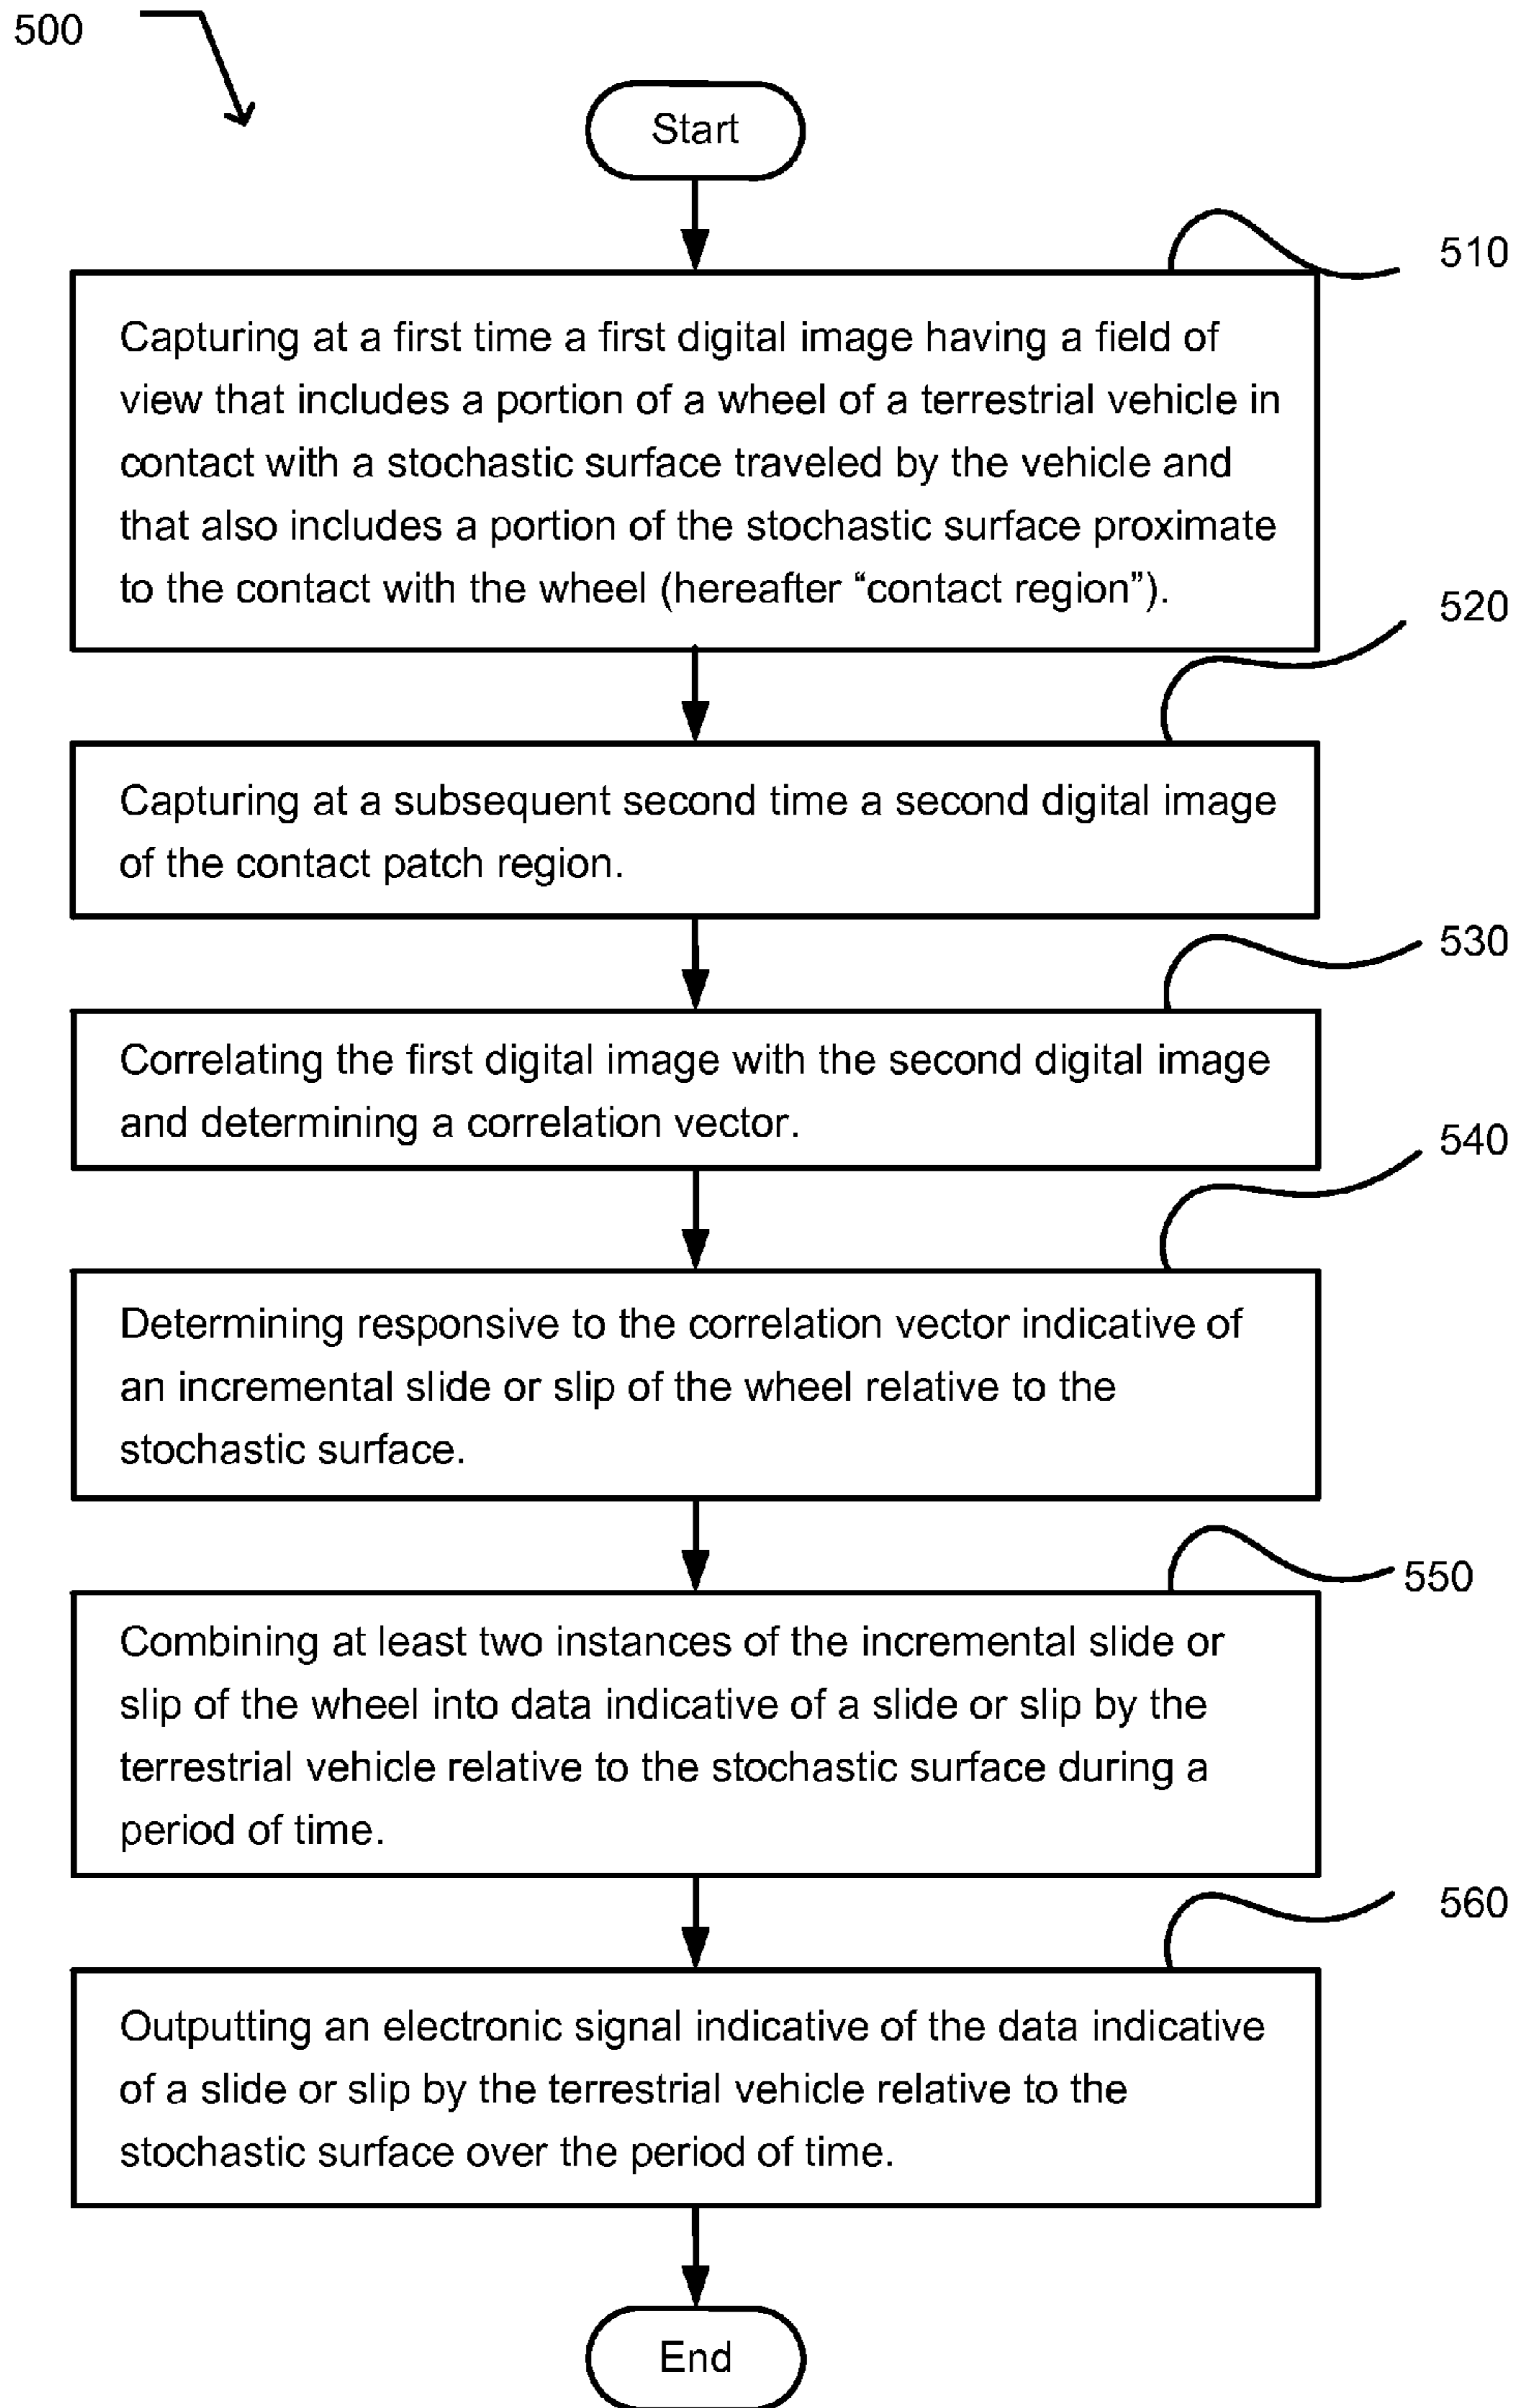 500
Start
510
Capturing at a first time a first digital image having a field of
view that includes a portion of a wheel of a terrestrial vehicle in
contact with a stochastic surface traveled by the vehicle and
that also includes a portion of the stochastic surface proximate
to the contact with the wheel (hereafter “contact region”).
520
Capturing at a subsequent second time a second digital image
of the contact patch region.
530
Correlating the first digital image with the second digital image
and determining a correlation vector.
540
Determining responsive to the correlation vector indicative of
an incremental slide or slip of the wheel relative to the
stochastic surface.
550
Combining at least two instances of the incremental slide or
slip of the wheel into data indicative of a slide or slip by the
terrestrial vehicle relative to the stochastic surface during a
period of time.
560
Outputting an electronic signal indicative of the data indicative
of a slide or slip by the terrestrial vehicle relative to the
stochastic surface over the period of time.
End